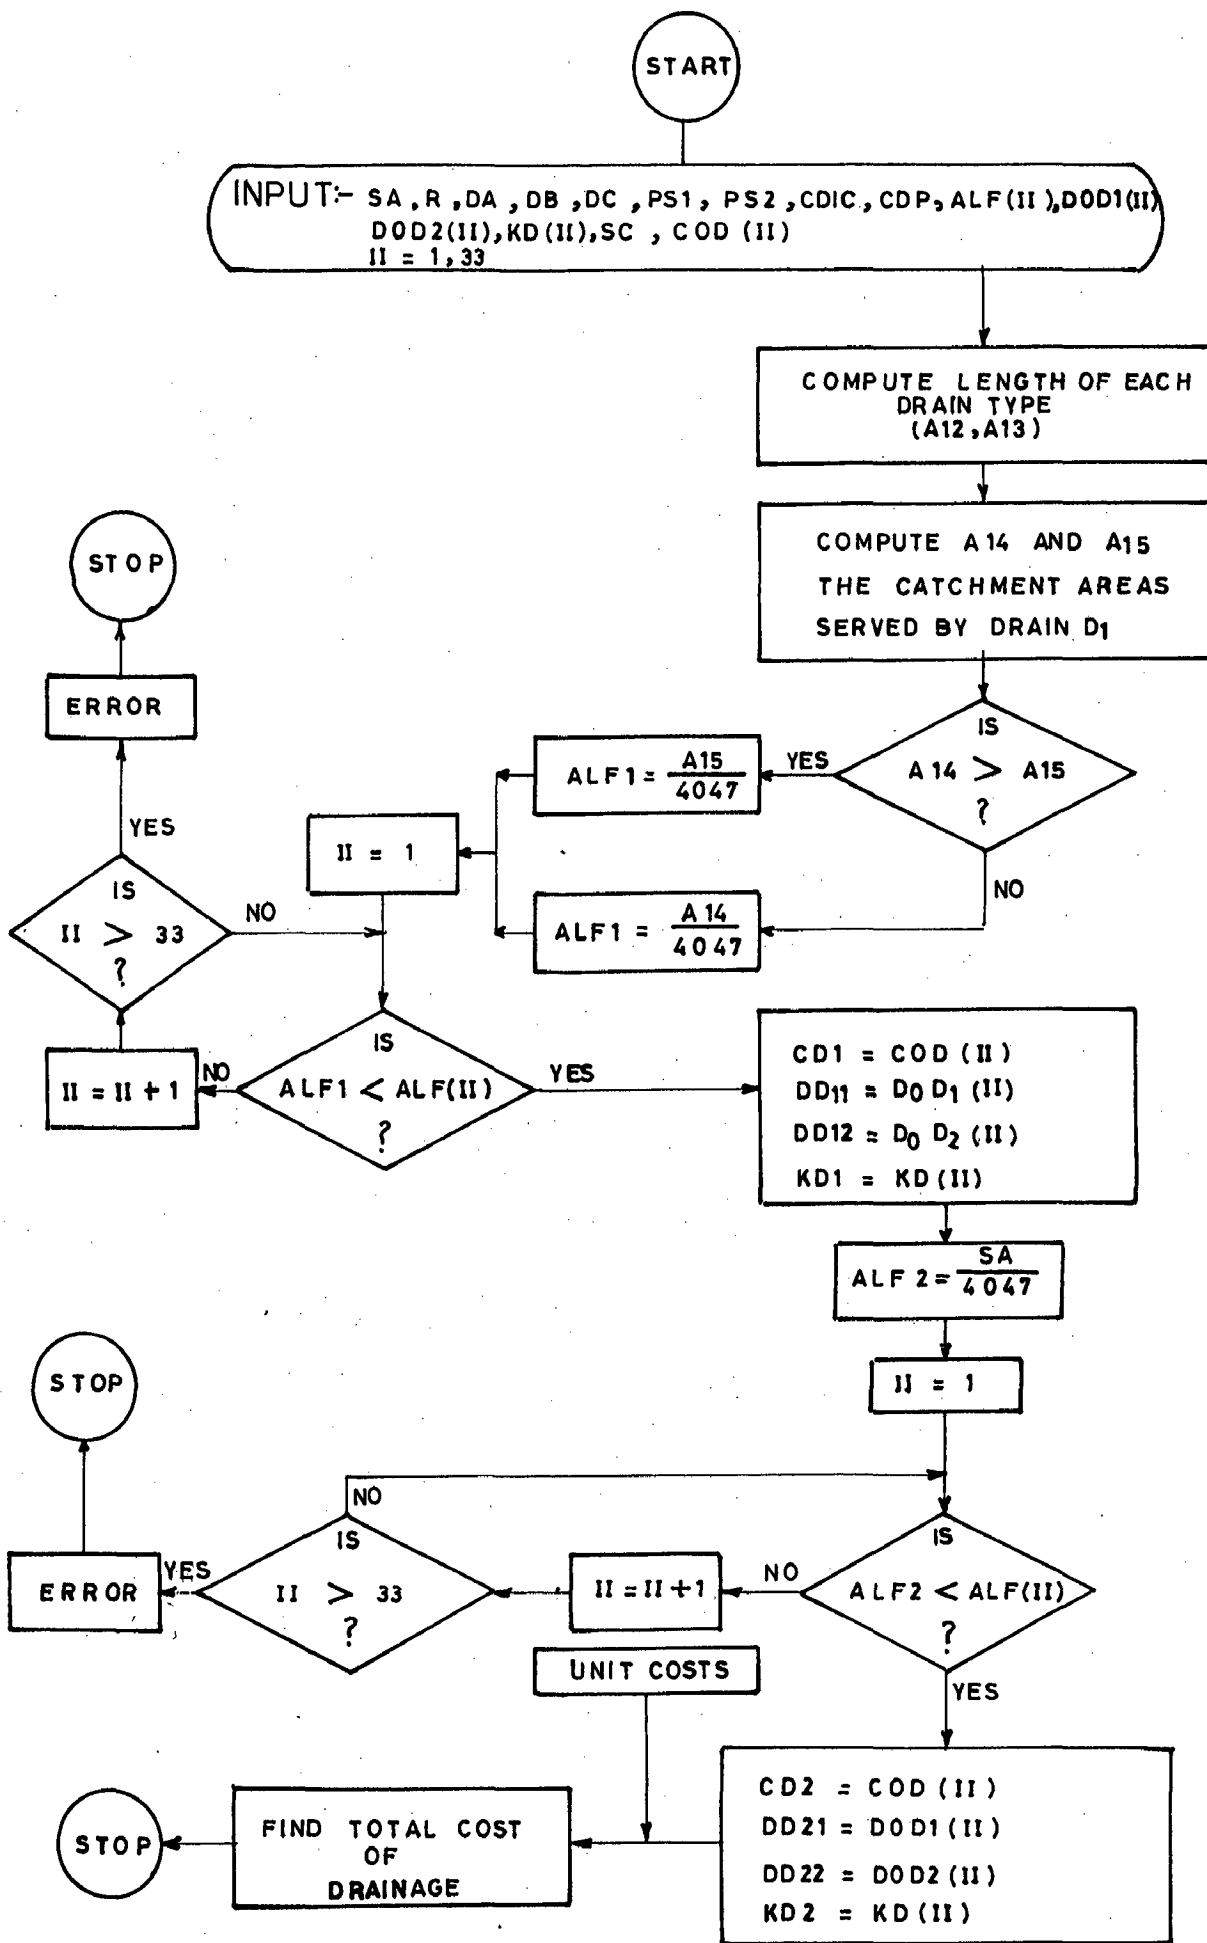 START
INPUT:- SA, R, DA, DB, DC, PS1, PS2, CDIC, CDP, ALF(II), DOD1(II)
DOD2(II), KD(II), SC, COD (II)
II = 1, 33
COMPUTE LENGTH OF EACH
DRAIN TYPE
(A12, A13)
COMPUTE A14 AND A15
THE CATCHMENT AREAS
SERVED BY DRAIN D1
IS
A14 > A15
?
YES
NO
ALF1 = A15
4047
ALF1 = A14
4047
II = 1
STOP
ERROR
YES
IS
II > 33
?
NO
II = II + 1
NO
IS
ALF1 < ALF(II)
?
YES
CD1 = COD (II)
DD11 = D0 D1 (II)
DD12 = D0 D2 (II)
KD1 = KD (II)
ALF 2 = SA
4047
II = 1
STOP
ERROR
YES
NO
IS
II > 33
?
II = II + 1
NO
IS
ALF2 < ALF(II)
?
YES
UNIT COSTS
CD2 = COD (II)
DD21 = DOD1 (II)
DD22 = DOD2 (II)
KD2 = KD (II)
FIND TOTAL COST
OF
DRAINAGE
STOP